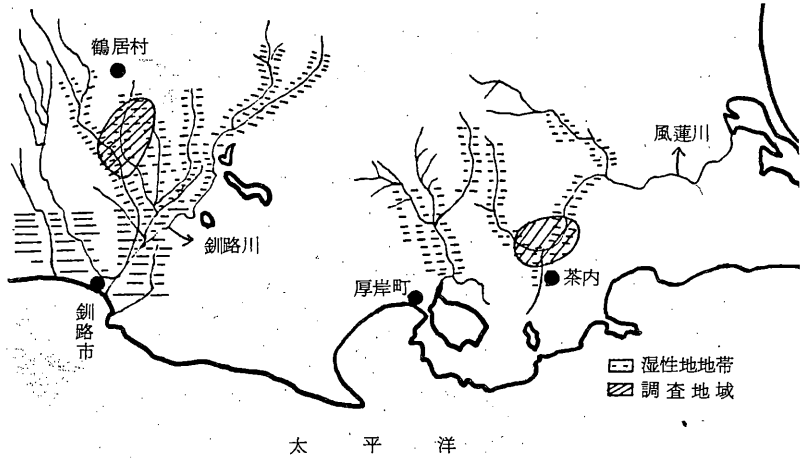 鶴居村
風蓮川
釧路川
厚岸町
茶内
釧路市
湿性地地帯
調査地域
太平洋